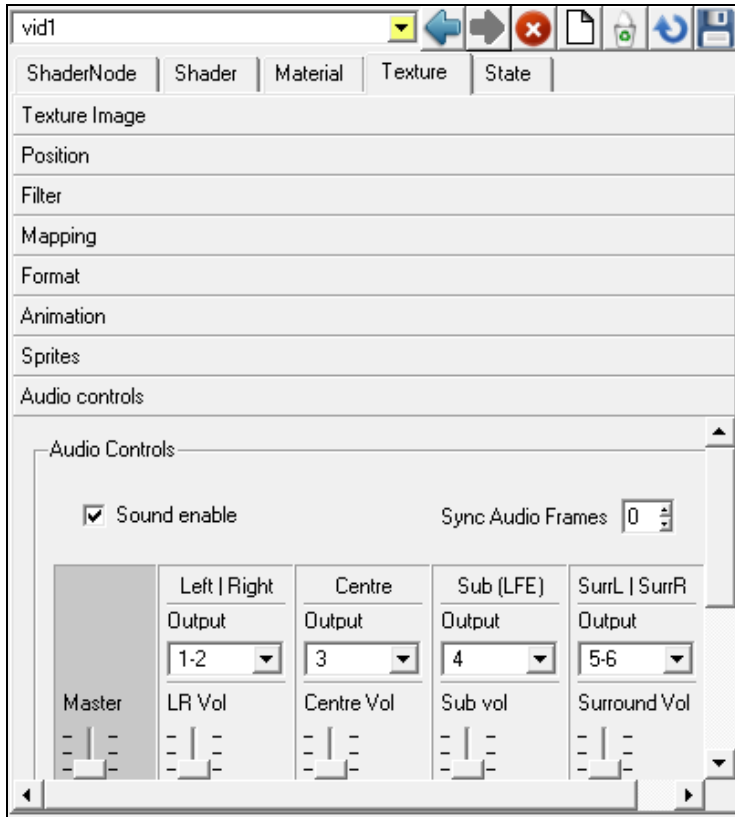 vid1
ShaderNode Shader Material Texture State
Texture Image
Position
Filter
Mapping
Format
Animation
Sprites
Audio controls
Audio Controls
Sound enable Sync Audio Frames 0
Left | Right Centre Sub (LFE) SurrL | SurrR
Output Output Output Output
1-2 3 4 5-6
Master LR Vol Centre Vol Sub vol Surround Vol